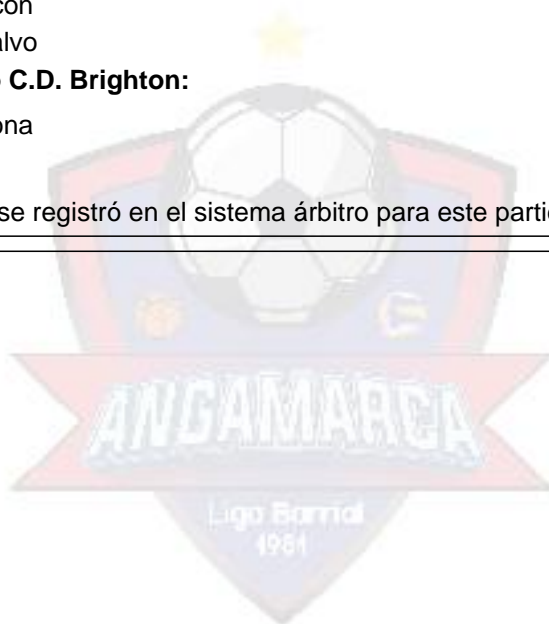 con
alvo
C.D. Brighton:
ona
se registró en el sistema árbitro para este parti
ANGAMARCA
Liga Barrial
1981